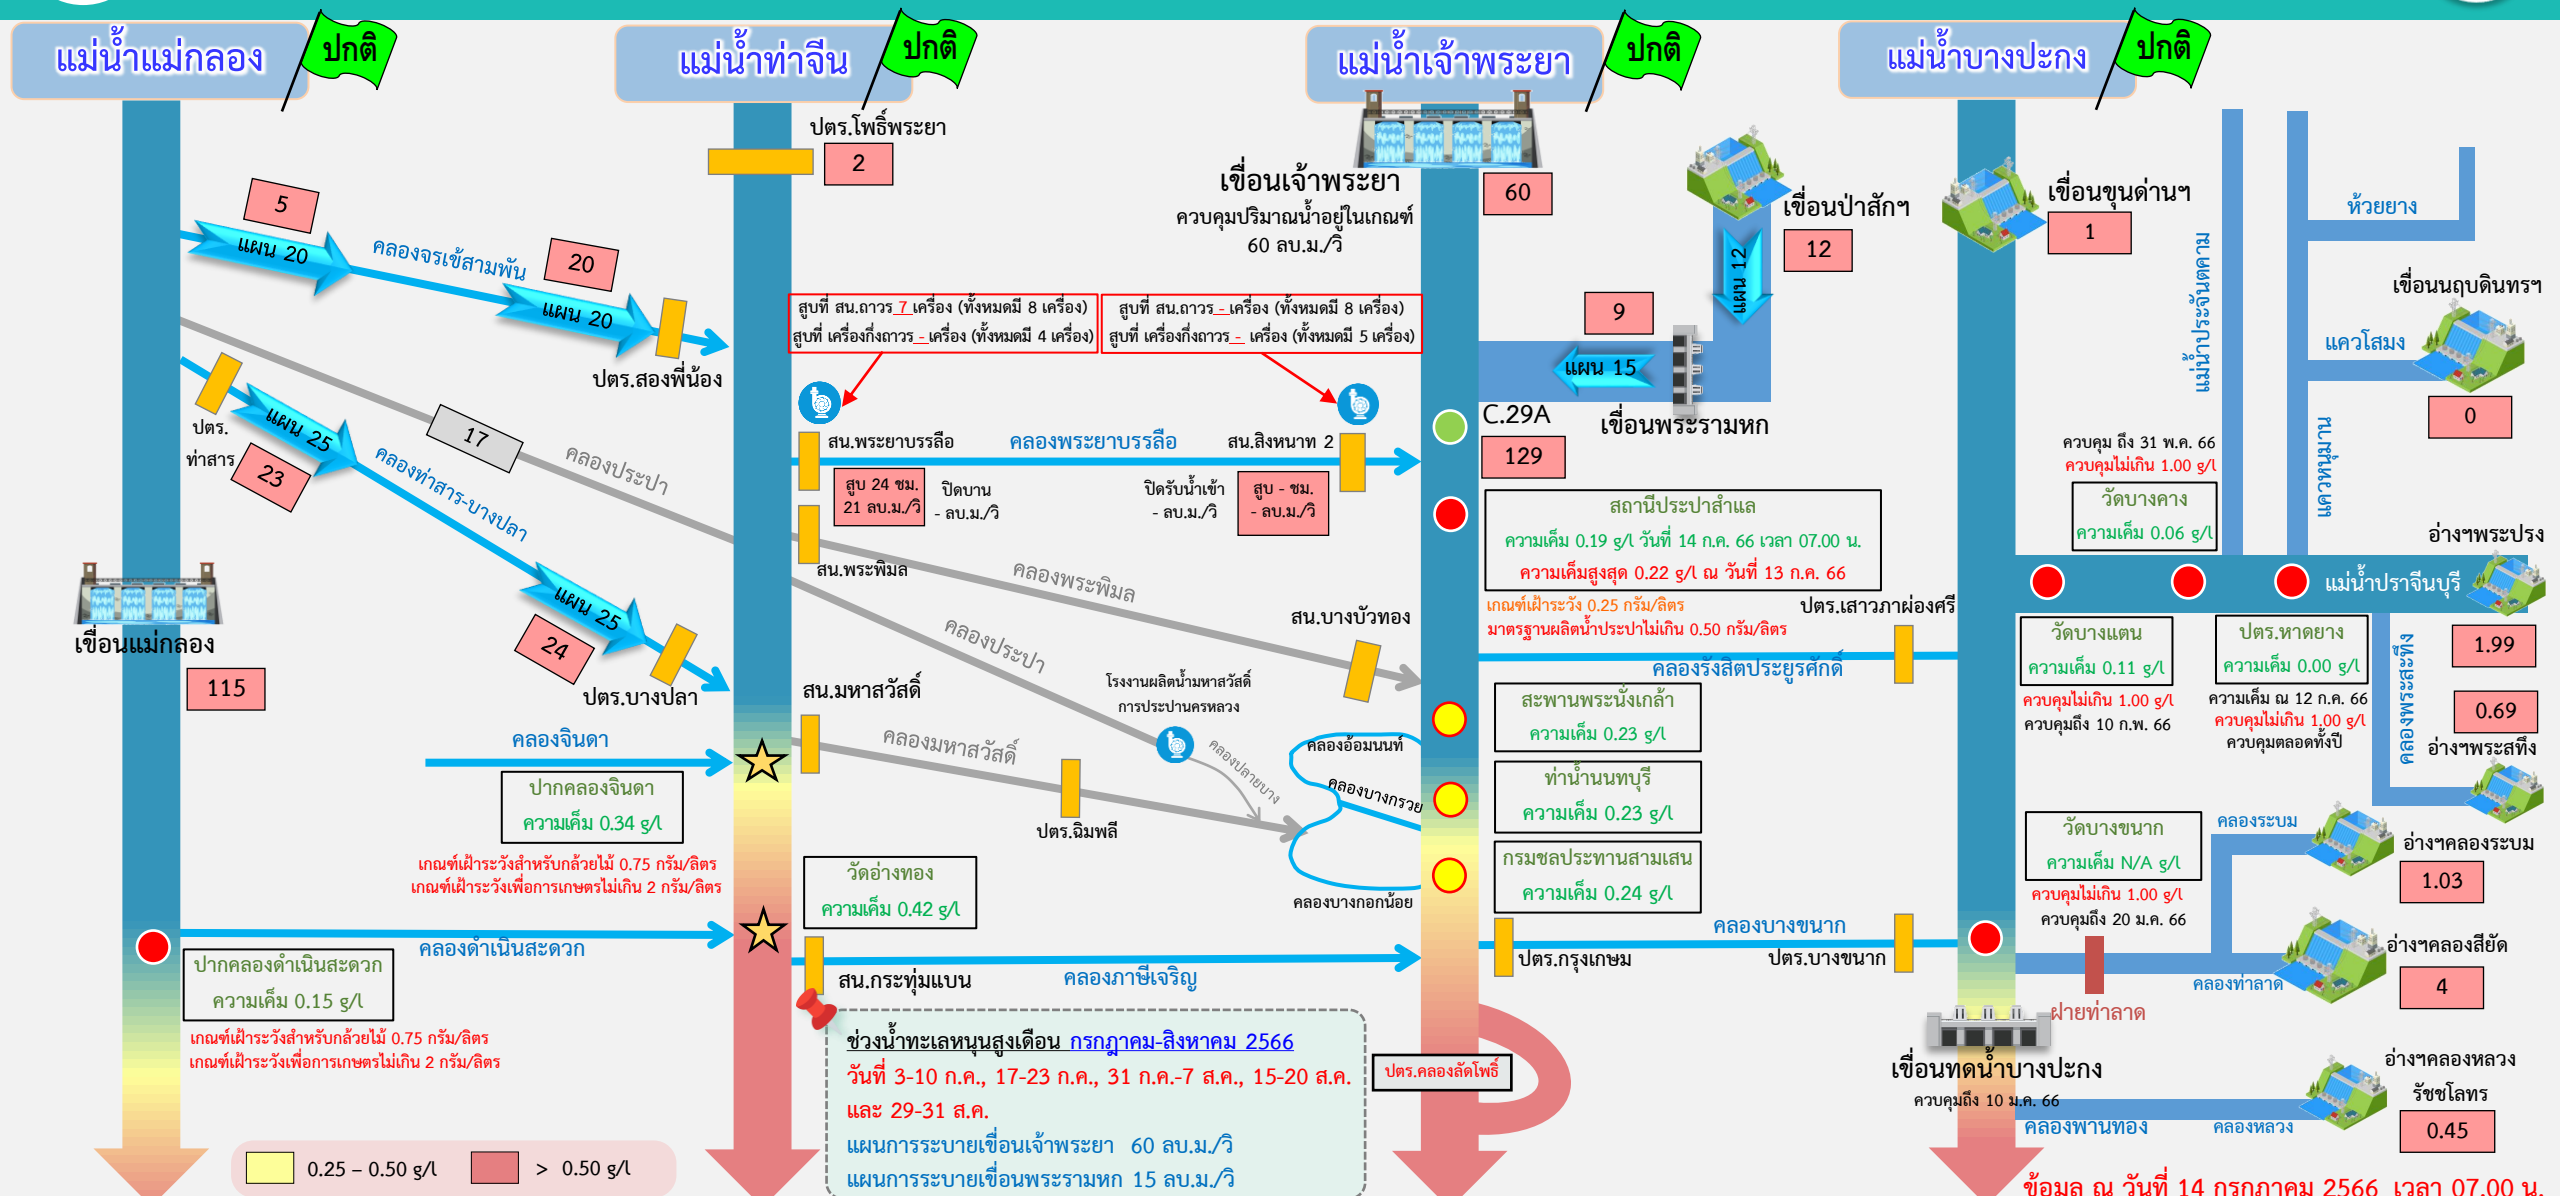 แม่น้ำแม่กลอง
ปกติ
แม่น้ำท่าจีน
ปกติ
แม่น้ำเจ้าพระยา
ปกติ
แม่น้ำบางปะกง
ปกติ
ปตร.โพธิ์พระยา
2
5
แผน 20
คลองจรเข้สามพัน
20
แผน 20
ปตร.สองพี่น้อง
เขื่อนเจ้าพระยา
ควบคุมปริมาณน้ำอยู่ในเกณฑ์
60 ลบ.ม./วิ
60
เขื่อนป่าสักฯ
12
แผน 12
9
แผน 15
เขื่อนพระรามหก
เขื่อนขุนด่านฯ
1
แม่น้ำประจันตคาม
ห้วยยาง
เขื่อนนฤบดินทรฯ
แควโสมง
0
แควหนุมาน
สูบที่ สน.ถาวร 7 เครื่อง (ทั้งหมดมี 8 เครื่อง)
สูบที่ เครื่องกึ่งถาวร - เครื่อง (ทั้งหมดมี 4 เครื่อง)
สูบที่ สน.ถาวร - เครื่อง (ทั้งหมดมี 8 เครื่อง)
สูบที่ เครื่องกึ่งถาวร - เครื่อง (ทั้งหมดมี 5 เครื่อง)
ปตร.
ท่าสาร
แผน 25
23
17
คลองประปา
คลองท่าสาร-บางปลา
แผน 25
24
ปตร.บางปลา
สน.พระยาบรรลือ
คลองพระยาบรรลือ
สน.สิงหนาท 2
สูบ 24 ชม.
21 ลบ.ม./วิ
ปิดบาน
- ลบ.ม./วิ
ปิดรับน้ำเข้า
- ลบ.ม./วิ
สูบ - ชม.
- ลบ.ม./วิ
สน.พระพิมล
คลองพระพิมล
คลองประปา
สน.บางบัวทอง
C.29A
129
สถานีประปาสำแล
ความเค็ม 0.19 g/l วันที่ 14 ก.ค. 66 เวลา 07.00 น.
ความเค็มสูงสุด 0.22 g/l ณ วันที่ 13 ก.ค. 66
เกณฑ์เฝ้าระวัง 0.25 กรัม/ลิตร
มาตรฐานผลิตน้ำประปาไม่เกิน 0.50 กรัม/ลิตร
ปตร.เสาวภาผ่องศรี
คลองรังสิตประยูรศักดิ์
ควบคุม ถึง 31 พ.ค. 66
ควบคุมไม่เกิน 1.00 g/l
วัดบางคาง
ความเค็ม 0.06 g/l
อ่างฯพระปรง
แม่น้ำปราจีนบุรี
1.99
วัดบางแตน
ความเค็ม 0.11 g/l
ควบคุมไม่เกิน 1.00 g/l
ควบคุมถึง 10 ก.พ. 66
ปตร.หาดยาง
ความเค็ม 0.00 g/l
ความเค็ม ณ 12 ก.ค. 66
ควบคุมไม่เกิน 1.00 g/l
ควบคุมตลอดทั้งปี
คลองพระสะทึง
0.69
อ่างฯพระสทึง
เขื่อนแม่กลอง
115
คลองจินดา
ปากคลองจินดา
ความเค็ม 0.34 g/l
เกณฑ์เฝ้าระวังสำหรับกล้วยไม้ 0.75 กรัม/ลิตร
เกณฑ์เฝ้าระวังเพื่อการเกษตรไม่เกิน 2 กรัม/ลิตร
สน.มหาสวัสดิ์
คลองมหาสวัสดิ์
ปตร.ฉิมพลี
โรงงานผลิตน้ำมหาสวัสดิ์
การประปานครหลวง
คลองปลายบาง
คลองอ้อมนนท์
คลองบางกรวย
คลองบางกอกน้อย
สะพานพระนั่งเกล้า
ความเค็ม 0.23 g/l
ท่าน้ำนนทบุรี
ความเค็ม 0.23 g/l
กรมชลประทานสามเสน
ความเค็ม 0.24 g/l
วัดบางขนาก
ความเค็ม N/A g/l
ควบคุมไม่เกิน 1.00 g/l
ควบคุมถึง 20 ม.ค. 66
คลองระบม
อ่างฯคลองระบม
1.03
วัดอ่างทอง
ความเค็ม 0.42 g/l
คลองดำเนินสะดวก
ปากคลองดำเนินสะดวก
ความเค็ม 0.15 g/l
เกณฑ์เฝ้าระวังสำหรับกล้วยไม้ 0.75 กรัม/ลิตร
เกณฑ์เฝ้าระวังเพื่อการเกษตรไม่เกิน 2 กรัม/ลิตร
สน.กระทุ่มแบน
คลองภาษีเจริญ
ปตร.กรุงเกษม
คลองบางขนาก
ปตร.บางขนาก
อ่างฯคลองสียัด
4
คลองท่าลาด
ฝายท่าลาด
ช่วงน้ำทะเลหนุนสูงเดือน กรกฎาคม-สิงหาคม 2566
วันที่ 3-10 ก.ค., 17-23 ก.ค., 31 ก.ค.-7 ส.ค., 15-20 ส.ค.
และ 29-31 ส.ค.
แผนการระบายเขื่อนเจ้าพระยา 60 ลบ.ม./วิ
แผนการระบายเขื่อนพระรามหก 15 ลบ.ม./วิ
ปตร.คลองลัดโพธิ์
เขื่อนทดน้ำบางปะกง
ควบคุมถึง 10 ม.ค. 66
คลองพานทอง
คลองหลวง
อ่างฯคลองหลวง
รัชชโลทร
0.45
0.25 – 0.50 g/l
> 0.50 g/l
ข้อมูล ณ วันที่ 14 กรกฎาคม 2566 เวลา 07.00 น.